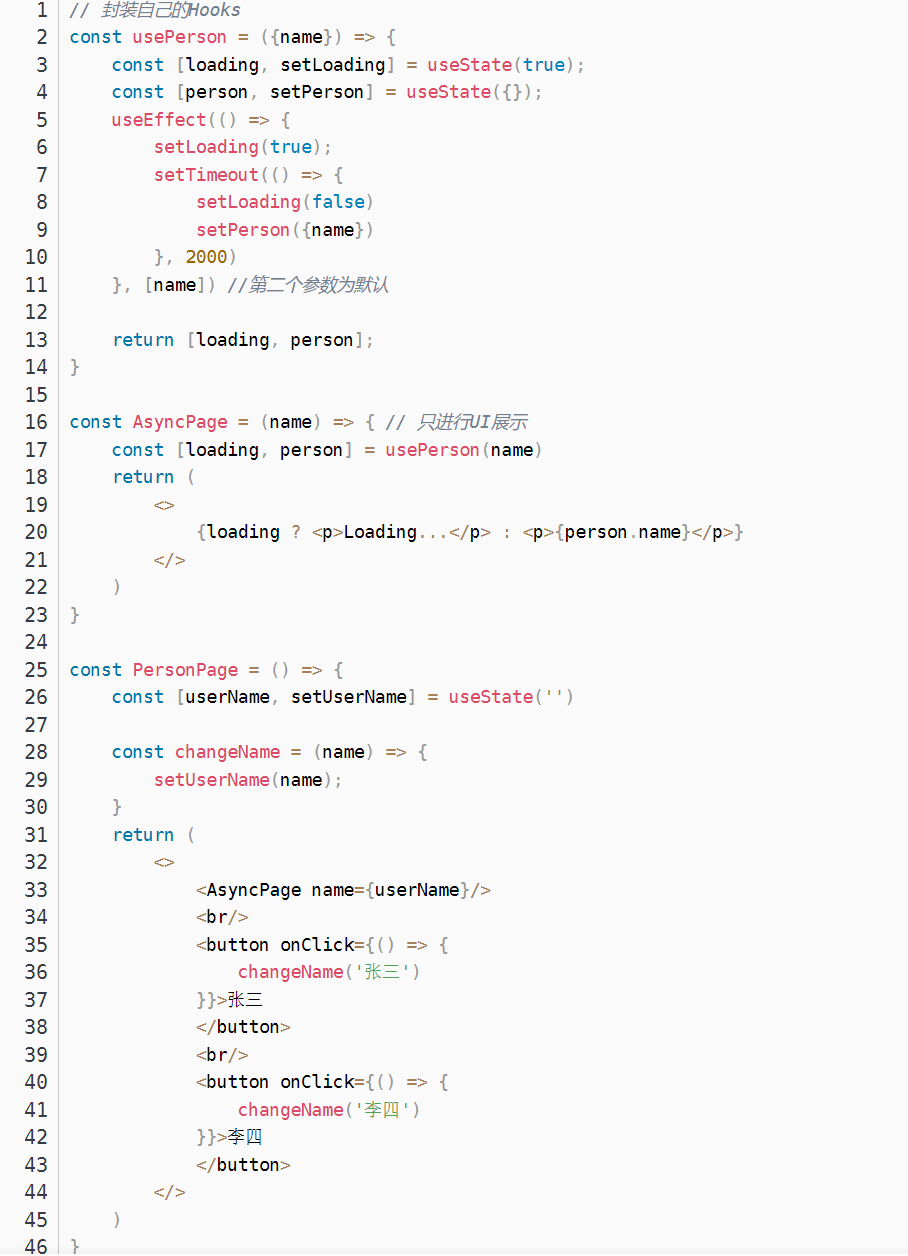 1 // 封装自己的Hooks
2 const usePerson = ({name}) => {
3     const [loading, setLoading] = useState(true);
4     const [person, setPerson] = useState({});
5     useEffect(() => {
6         setLoading(true);
7         setTimeout(() => {
8             setLoading(false)
9             setPerson({name})
10         }, 2000)
11     }, [name]) //第二个参数为默认
12
13     return [loading, person];
14 }
15
16 const AsyncPage = (name) => { // 只进行UI展示
17     const [loading, person] = usePerson(name)
18     return (
19         <>
20             {loading ? <p>Loading...</p> : <p>{person.name}</p>}
21         </>
22     )
23 }
24
25 const PersonPage = () => {
26     const [userName, setUserName] = useState('')
27
28     const changeName = (name) => {
29         setUserName(name);
30     }
31     return (
32         <>
33             <AsyncPage name={userName}/>
34             <br/>
35             <button onClick={() => {
36                 changeName('张三')
37             }}>张三
38             </button>
39             <br/>
40             <button onClick={() => {
41                 changeName('李四')
42             }}>李四
43             </button>
44         </>
45     )
46 }